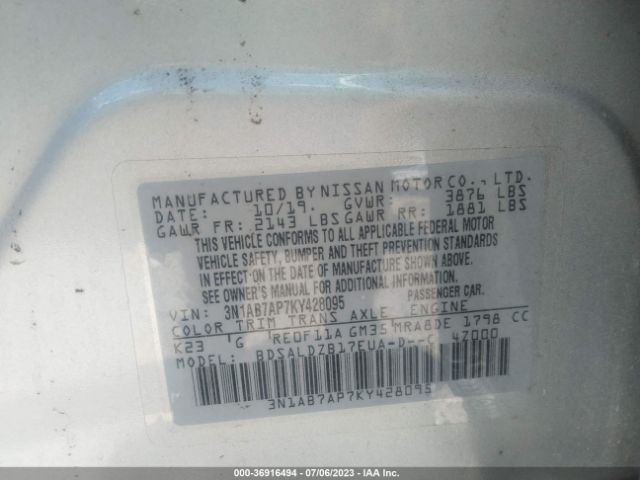 MANUFACTURED BY NISSAN MOTOR CO., LTD.
DATE: 10/19. GVWR: 3876 LBS
GAWR FR: 2143 LBS GAWR RR: 1881 LBS
THIS VEHICLE CONFORMS TO ALL APPLICABLE FEDERAL MOTOR
VEHICLE SAFETY, BUMPER AND THEFT PREVENTION STANDARDS
IN EFFECT ON THE DATE OF MANUFACTURE SHOWN ABOVE.
SEE OWNER'S MANUAL FOR ADDITIONAL INFORMATION.
VIN: 3N1AB7AP7KY428095 PASSENGER CAR.
COLOR TRIM TRANS AXLE ENGINE
K23 G RE0F11A GM35 MRA8DE 1798 CC
MODEL: BDSALDZB17EUA-D--C 4Z000
3N1AB7AP7KY428095
000-36916494 - 07/06/2023 - IAA Inc.